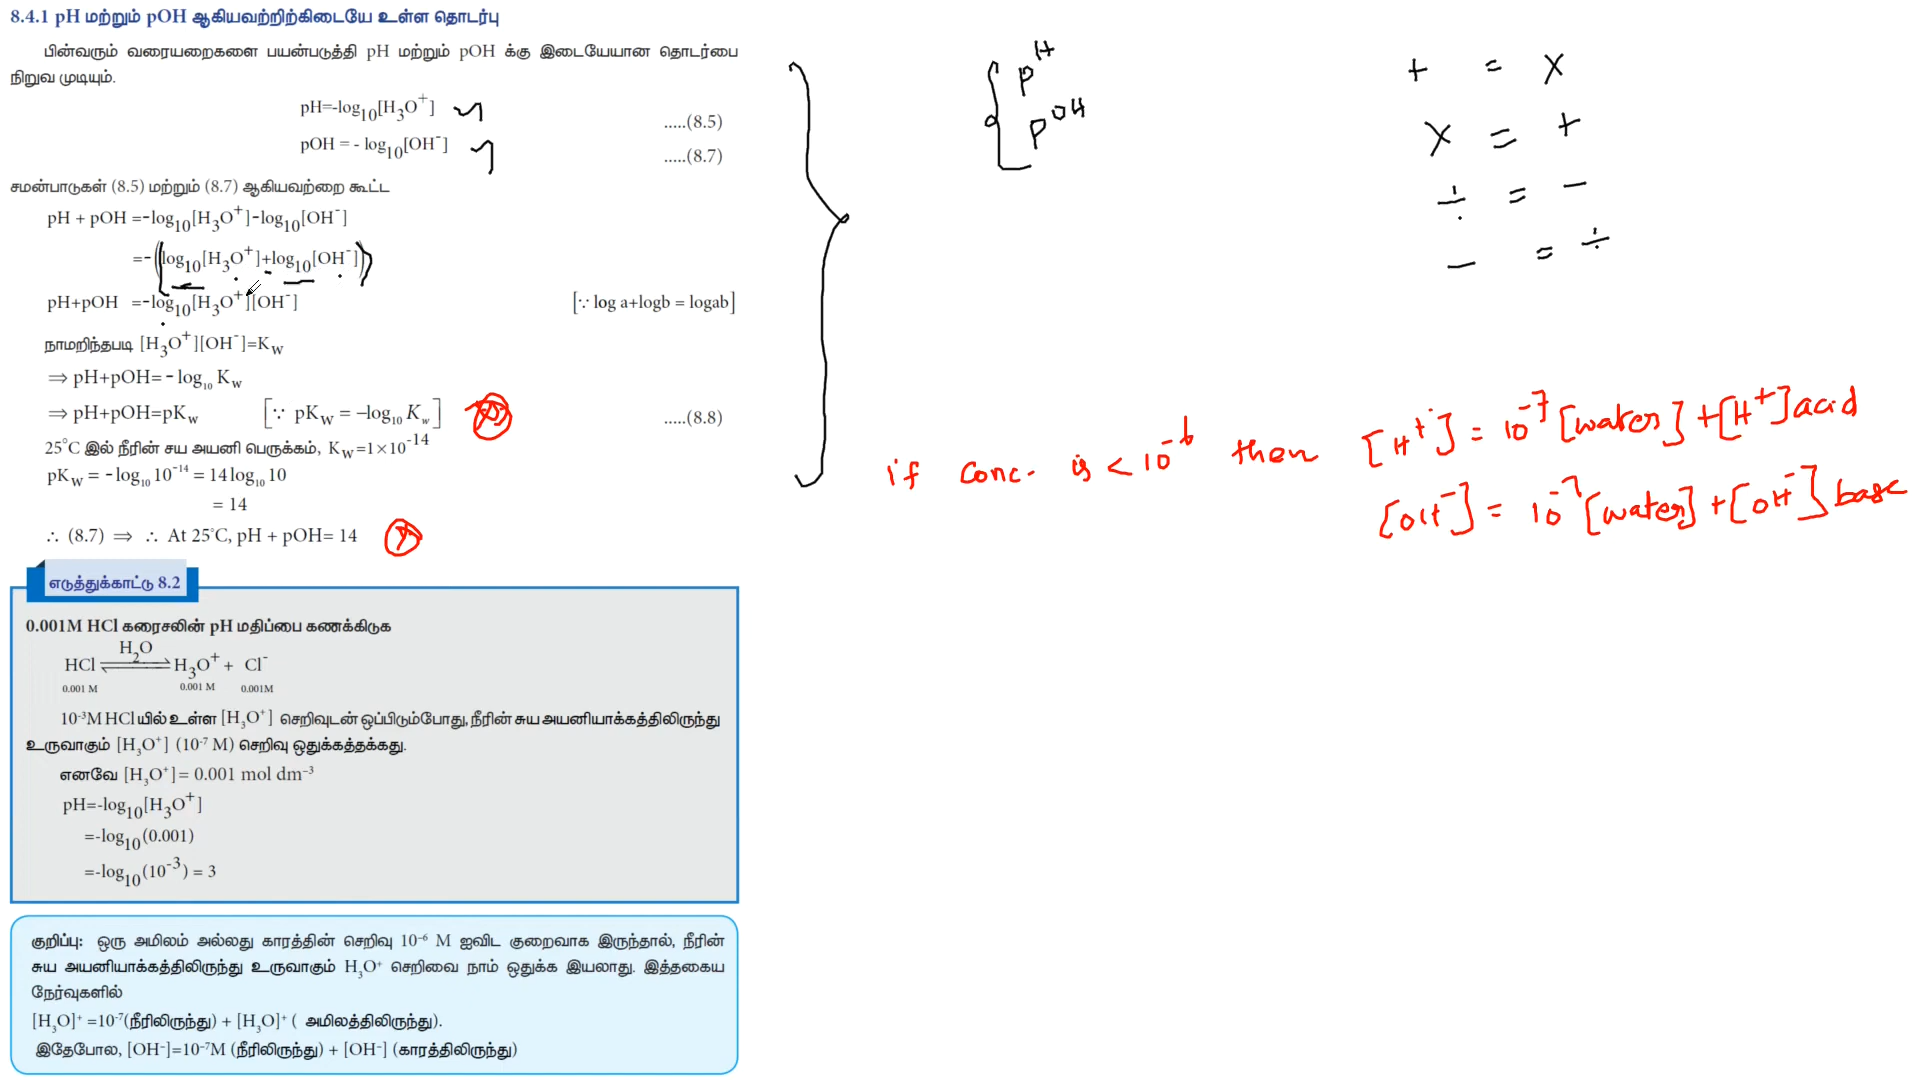 8.4.1 pH மற்றும் pOH ஆகியவற்றிற்கிடையே உள்ள தொடர்பு
பின்வரும் வரையறைகளை பயன்படுத்தி pH மற்றும் pOH க்கு இடையேயான தொடர்பை
நிறுவ முடியும்.
pH=-log₁₀[H₃O⁺]
.....(8.5)
pOH = - log₁₀[OH⁻]
.....(8.7)
சமன்பாடுகள் (8.5) மற்றும் (8.7) ஆகியவற்றை கூட்ட
pH + pOH =-log₁₀[H₃O⁺]-log₁₀[OH⁻]
=-(log₁₀[H₃O⁺]+log₁₀[OH⁻])
pH+pOH =-log₁₀[H₃O⁺][OH⁻] [∵ log a+logb = logab]
நாமறிந்தபடி [H₃O⁺][OH⁻]=K_W
⇒ pH+pOH= - log₁₀ K_W
⇒ pH+pOH=pK_W [∵ pK_W = −log₁₀ K_w] .....(8.8)
25°C இல் நீரின் சுய அயனி பெருக்கம், K_W=1×10⁻¹⁴
pK_W = - log₁₀ 10⁻¹⁴ = 14log₁₀ 10
= 14
∴ (8.7) ⇒ ∴ At 25°C, pH + pOH= 14
எடுத்துக்காட்டு 8.2
0.001M HCl கரைசலின் pH மதிப்பை கணக்கிடுக
H₂O
HCl ⇌ H₃O⁺ + Cl⁻
0.001 M 0.001 M 0.001M
10⁻³M HClயில் உள்ள [H₃O⁺] செறிவுடன் ஒப்பிடும்போது, நீரின் சுய அயனியாக்கத்திலிருந்து
உருவாகும் [H₃O⁺] (10⁻⁷ M) செறிவு ஒதுக்கத்தக்கது.
எனவே [H₃O⁺]= 0.001 mol dm⁻³
pH=-log₁₀[H₃O⁺]
=-log₁₀(0.001)
=-log₁₀(10⁻³) = 3
குறிப்பு: ஒரு அமிலம் அல்லது காரத்தின் செறிவு 10⁻⁶ M ஐவிட குறைவாக இருந்தால், நீரின்
சுய அயனியாக்கத்திலிருந்து உருவாகும் H₃O⁺ செறிவை நாம் ஒதுக்க இயலாது. இத்தகைய
நேர்வுகளில்
[H₃O]⁺ =10⁻⁷(நீரிலிருந்து) + [H₃O]⁺ ( அமிலத்திலிருந்து).
இதேபோல, [OH⁻]=10⁻⁷M (நீரிலிருந்து) + [OH⁻] (காரத்திலிருந்து)
pᴴ
pᴼᴴ
+ = x
x = +
÷ = −
− = ÷
if conc. is < 10⁻⁶ then [H⁺] = 10⁻⁷ [water] + [H⁺] acid
[OH⁻] = 10⁻⁷ [water] + [OH⁻] base